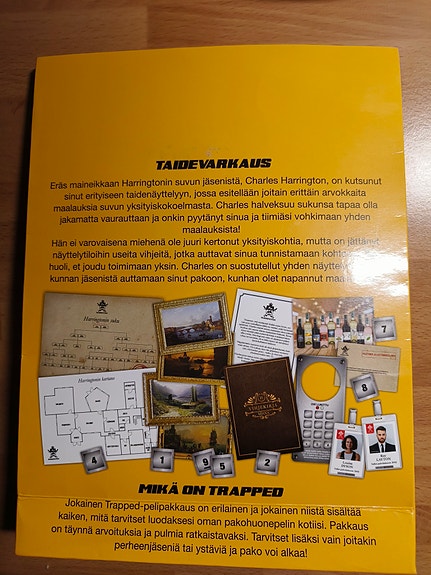 TAIDEVARKAUS
Eräs maineikkaan Harringtonin suvun jäsenistä, Charles Harrington, on kutsunut
sinut erityiseen taidenäyttelyyn, jossa esitellään joitain erittäin arvokkaita
maalauksia suvun yksityiskokoelmasta. Charles halveksuu sukunsa tapaa olla
jakamatta vaurauttaan ja onkin pyytänyt sinua ja tiimiäsi vohkimaan yhden
maalauksista!
Hän ei varovaisena miehenä ole juuri kertonut yksityiskohtia, mutta on jättänyt
näyttelytiloihin useita vihjeitä, jotka auttavat sinua tunnistamaan
huoli, et joudu toimimaan yksin. Charles on suostutellut yhden
kunnan jäsenistä auttamaan sinut pakoon, kunhan olet napannut
Harringtonin suku
Harringtonin kartano
7
8
4
1
9
5
2
MIKÄ ON TRAPPED
Jokainen Trapped-pelipakkaus on erilainen ja jokainen niistä sisältää
kaiken, mitä tarvitset luodaksesi oman pakohuonepelin kotiisi. Pakkaus
on täynnä arvoituksia ja pulmia ratkaistavaksi. Tarvitset lisäksi vain joitakin
perheenjäseniä tai ystäviä ja pako voi alkaa!